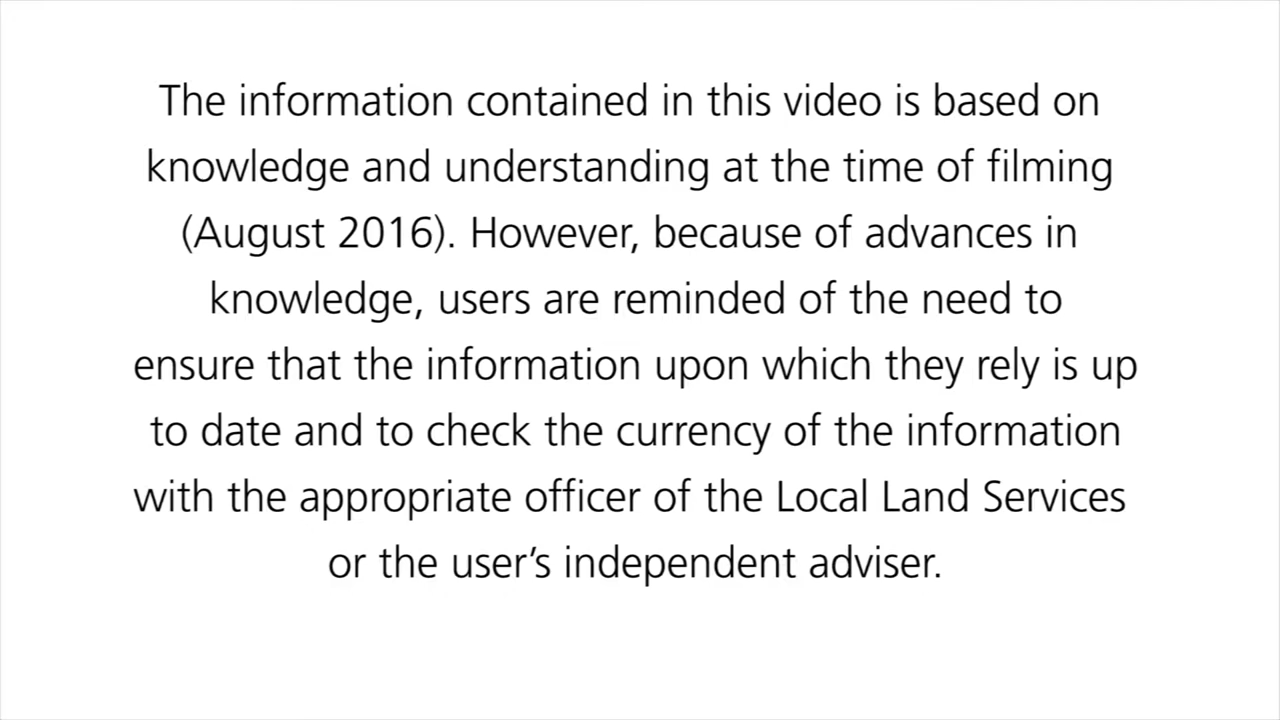 The information contained in this video is based on
knowledge and understanding at the time of filming
(August 2016). However, because of advances in
knowledge, users are reminded of the need to
ensure that the information upon which they rely is up
to date and to check the currency of the information
with the appropriate officer of the Local Land Services
or the user’s independent adviser.